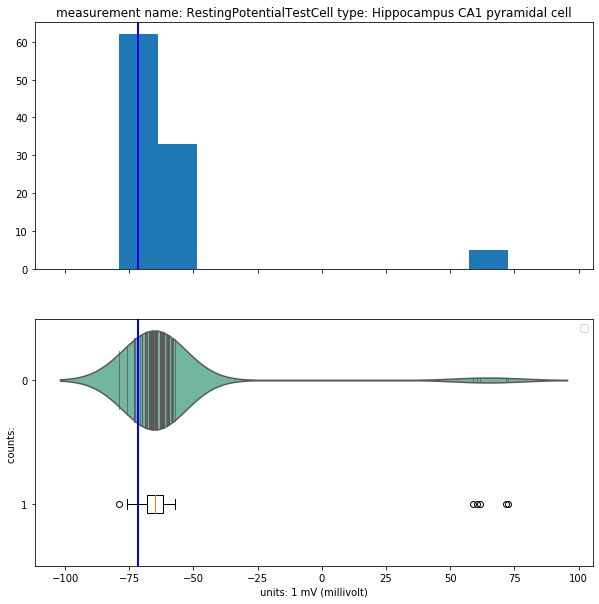 measurement name: RestingPotentialTestCell type: Hippocampus CA1 pyramidal cell
60
50
40
30
20
10
0
0
counts:
1
−100 −75 −50 −25 0 25 50 75 100
units: 1 mV (millivolt)